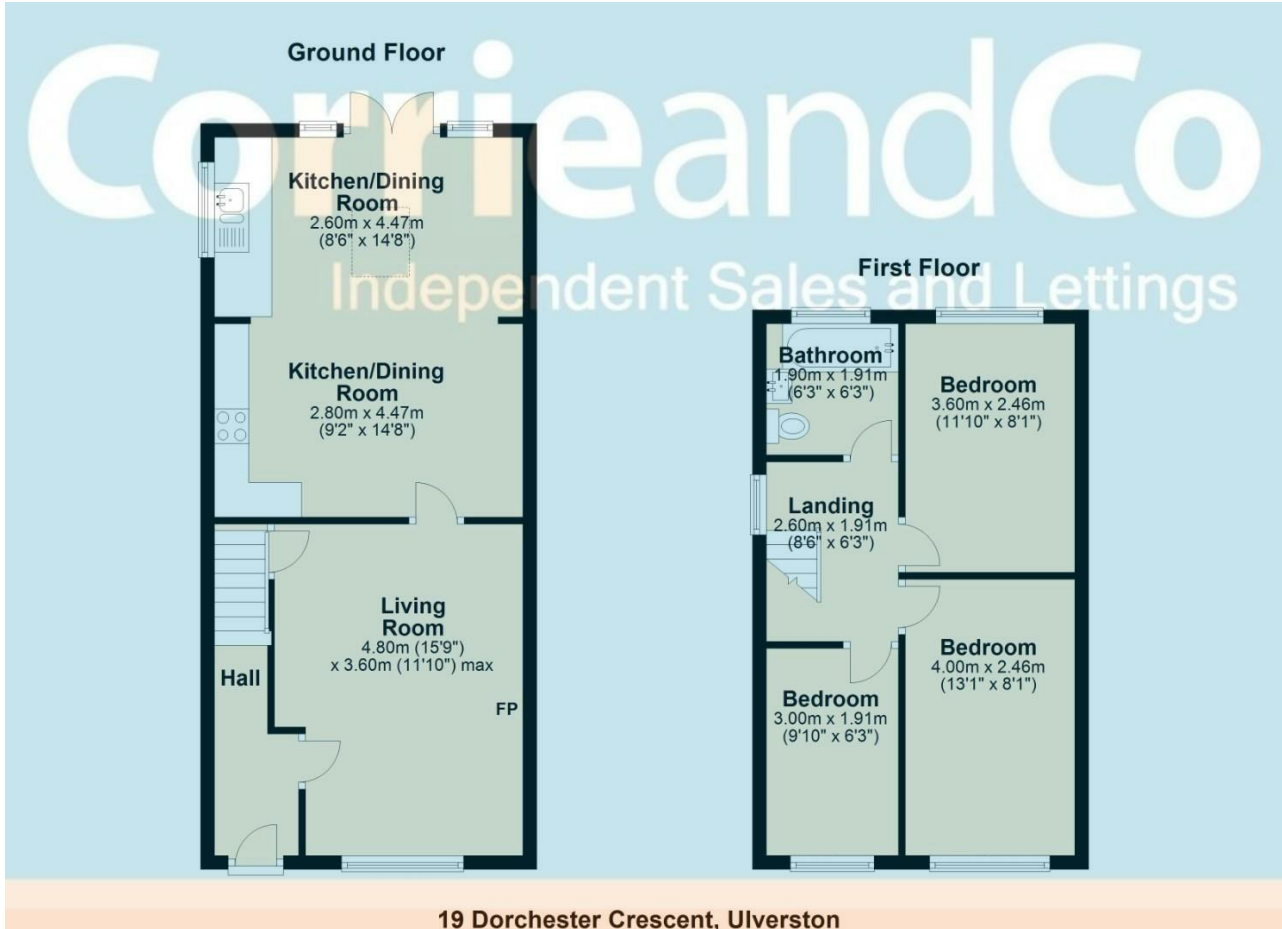 CorrieandCo
Independent Sales and Lettings
Ground Floor
Kitchen/Dining
Room
2.60m x 4.47m
(8'6" x 14'8")
Kitchen/Dining
Room
2.80m x 4.47m
(9'2" x 14'8")
Living
Room
4.80m (15'9")
x 3.60m (11'10") max
Hall
FP
First Floor
Bathroom
1.90m x 1.91m
(6'3" x 6'3")
Bedroom
3.60m x 2.46m
(11'10" x 8'1")
Landing
2.60m x 1.91m
(8'6" x 6'3")
Bedroom
4.00m x 2.46m
(13'1" x 8'1")
Bedroom
3.00m x 1.91m
(9'10" x 6'3")
19 Dorchester Crescent, Ulverston